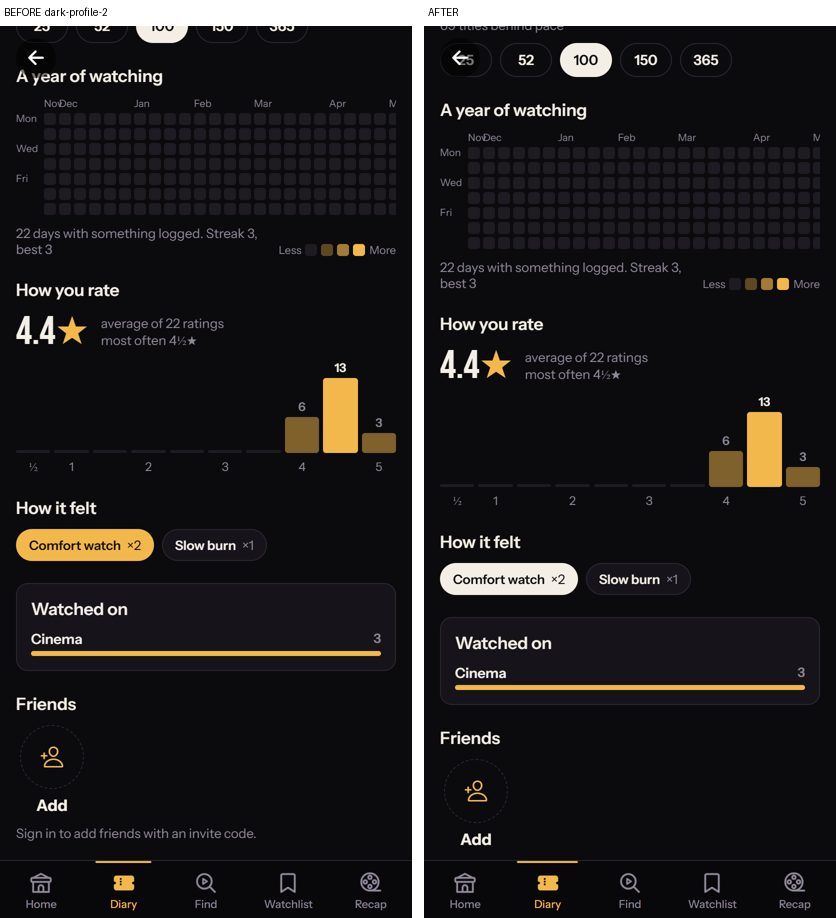 BEFORE dark-profile-2
25 52 100 150 365
A year of watching
Nov Dec Jan Feb Mar Apr M
Mon
Wed
Fri
22 days with something logged. Streak 3,
best 3
Less More
How you rate
4.4★ average of 22 ratings
most often 4½★
13
6
3
½ 1 2 3 4 5
How it felt
Comfort watch ×2 Slow burn ×1
Watched on
Cinema 3
Friends
Add
Sign in to add friends with an invite code.
Home Diary Find Watchlist Recap
AFTER
titles behind pace
25 52 100 150 365
A year of watching
Nov Dec Jan Feb Mar Apr M
Mon
Wed
Fri
22 days with something logged. Streak 3,
best 3
Less More
How you rate
4.4★ average of 22 ratings
most often 4½★
13
6
3
½ 1 2 3 4 5
How it felt
Comfort watch ×2 Slow burn ×1
Watched on
Cinema 3
Friends
Add
Home Diary Find Watchlist Recap